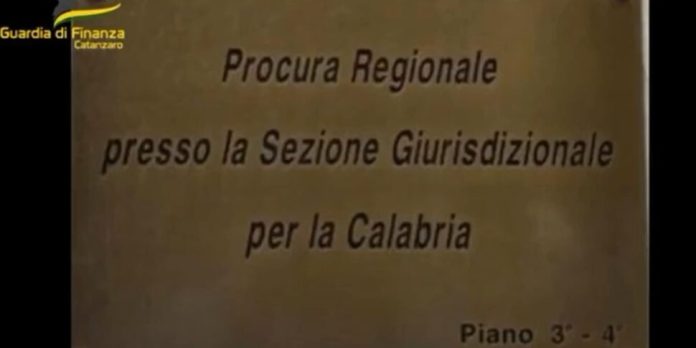 Guardia di Finanza
Catanzaro
Procura Regionale
presso la Sezione Giurisdizionale
per la Calabria
Piano 3° - 4°